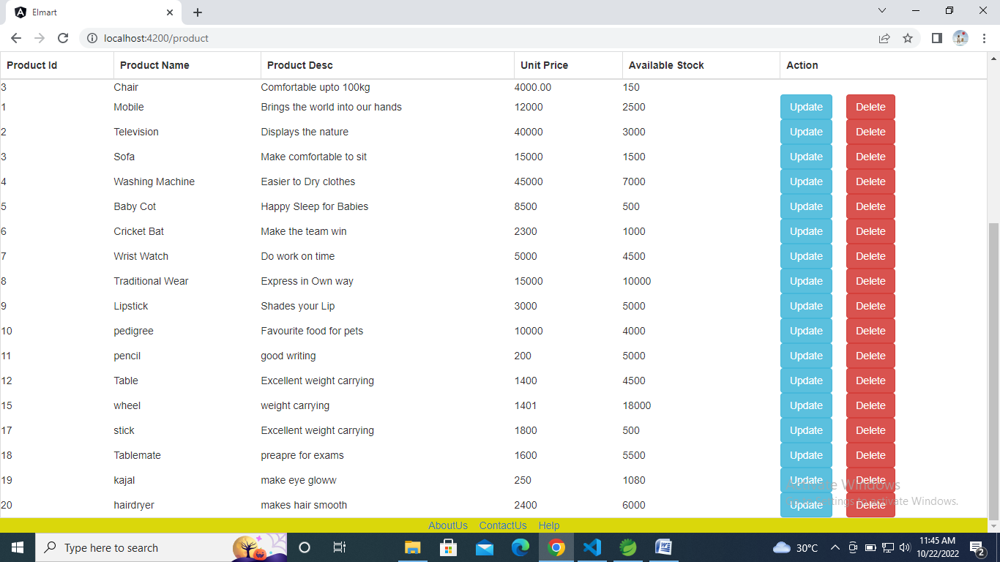 Elmart
localhost:4200/product
Product Id Product Name Product Desc Unit Price Available Stock Action
3 Chair Comfortable upto 100kg 4000.00 150
1 Mobile Brings the world into our hands 12000 2500 Update Delete
2 Television Displays the nature 40000 3000 Update Delete
3 Sofa Make comfortable to sit 15000 1500 Update Delete
4 Washing Machine Easier to Dry clothes 45000 7000 Update Delete
5 Baby Cot Happy Sleep for Babies 8500 500 Update Delete
6 Cricket Bat Make the team win 2300 1000 Update Delete
7 Wrist Watch Do work on time 5000 4500 Update Delete
8 Traditional Wear Express in Own way 15000 10000 Update Delete
9 Lipstick Shades your Lip 3000 5000 Update Delete
10 pedigree Favourite food for pets 10000 4000 Update Delete
11 pencil good writing 200 5000 Update Delete
12 Table Excellent weight carrying 1400 4500 Update Delete
15 wheel weight carrying 1401 18000 Update Delete
17 stick Excellent weight carrying 1800 500 Update Delete
18 Tablemate preapre for exams 1600 5500 Update Delete
19 kajal make eye gloww 250 1080 Update Delete
Activate Windows
20 hairdryer makes hair smooth 2400 6000 Update Delete
activate Windows.
AboutUs ContactUs Help
Type here to search
30°C
11:45 AM
10/22/2022
2